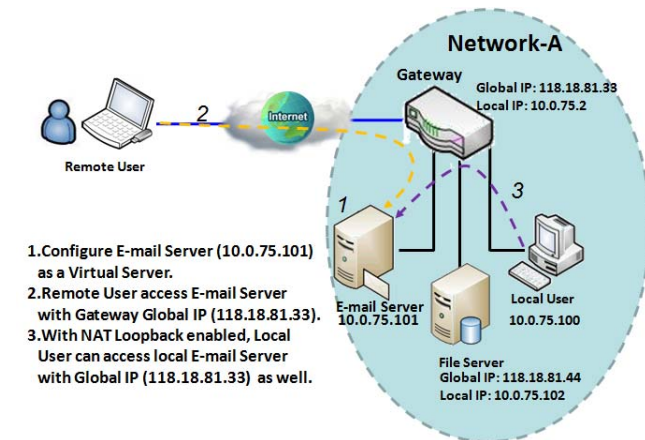 Network-A
Gateway
Global IP: 118.18.81.33
Local IP: 10.0.75.2
2
Internet
Remote User
1
3
1.Configure E-mail Server (10.0.75.101)
as a Virtual Server.
2.Remote User access E-mail Server
with Gateway Global IP (118.18.81.33).
3.With NAT Loopback enabled, Local
User can access local E-mail Server
with Global IP (118.18.81.33) as well.
E-mail Server
10.0.75.101
Local User
10.0.75.100
File Server
Global IP: 118.18.81.44
Local IP: 10.0.75.102